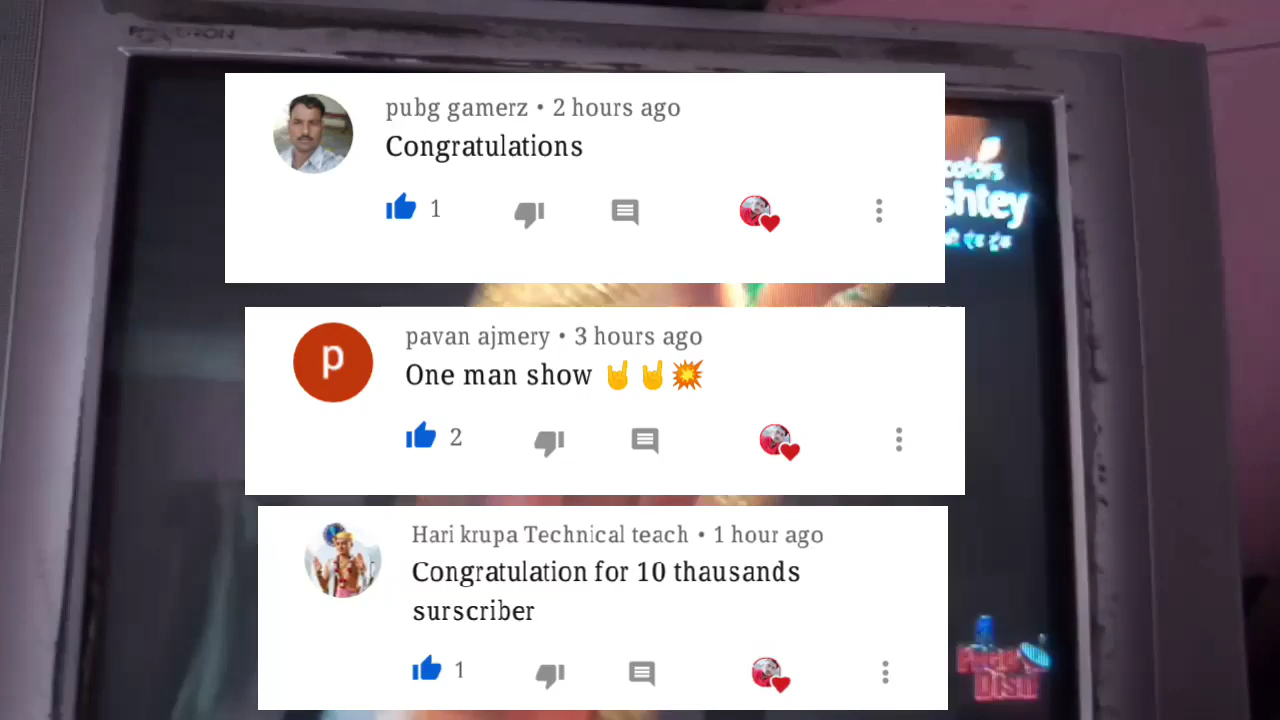 pubg gamerz • 2 hours ago
Congratulations
1
colors
shtey
pavan ajmery • 3 hours ago
p
One man show 🤘🤘💥
2
Hari krupa Technical teach • 1 hour ago
Congratulation for 10 thausands
surscriber
1
Dish